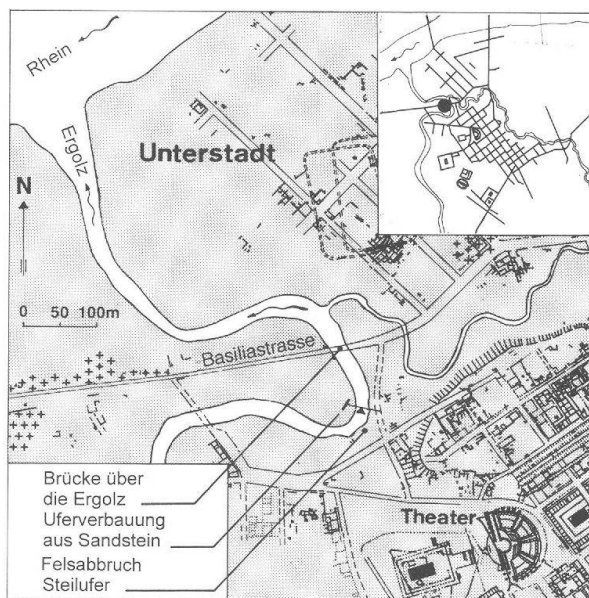 Rhein
Ergolz
Unterstadt
N
0 50 100m
Basiliastrasse
Brücke über
die Ergolz
Uferverbauung
aus Sandstein
Felsabbruch
Steilufer
Theater